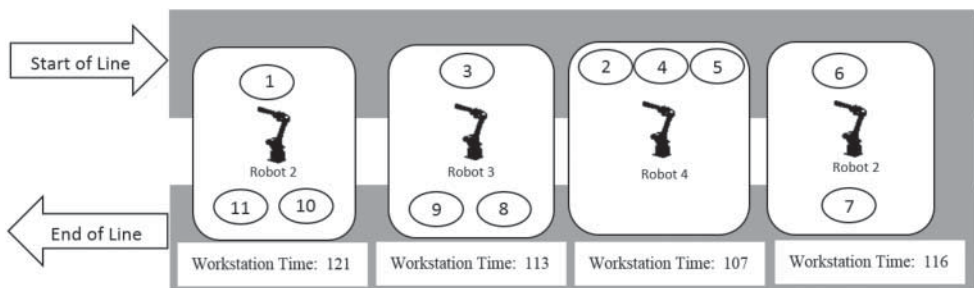 Start of Line
1
3
2 4 5
6
Robot 2
Robot 3
Robot 4
Robot 2
11 10
9 8
7
End of Line
Workstation Time: 121
Workstation Time: 113
Workstation Time: 107
Workstation Time: 116